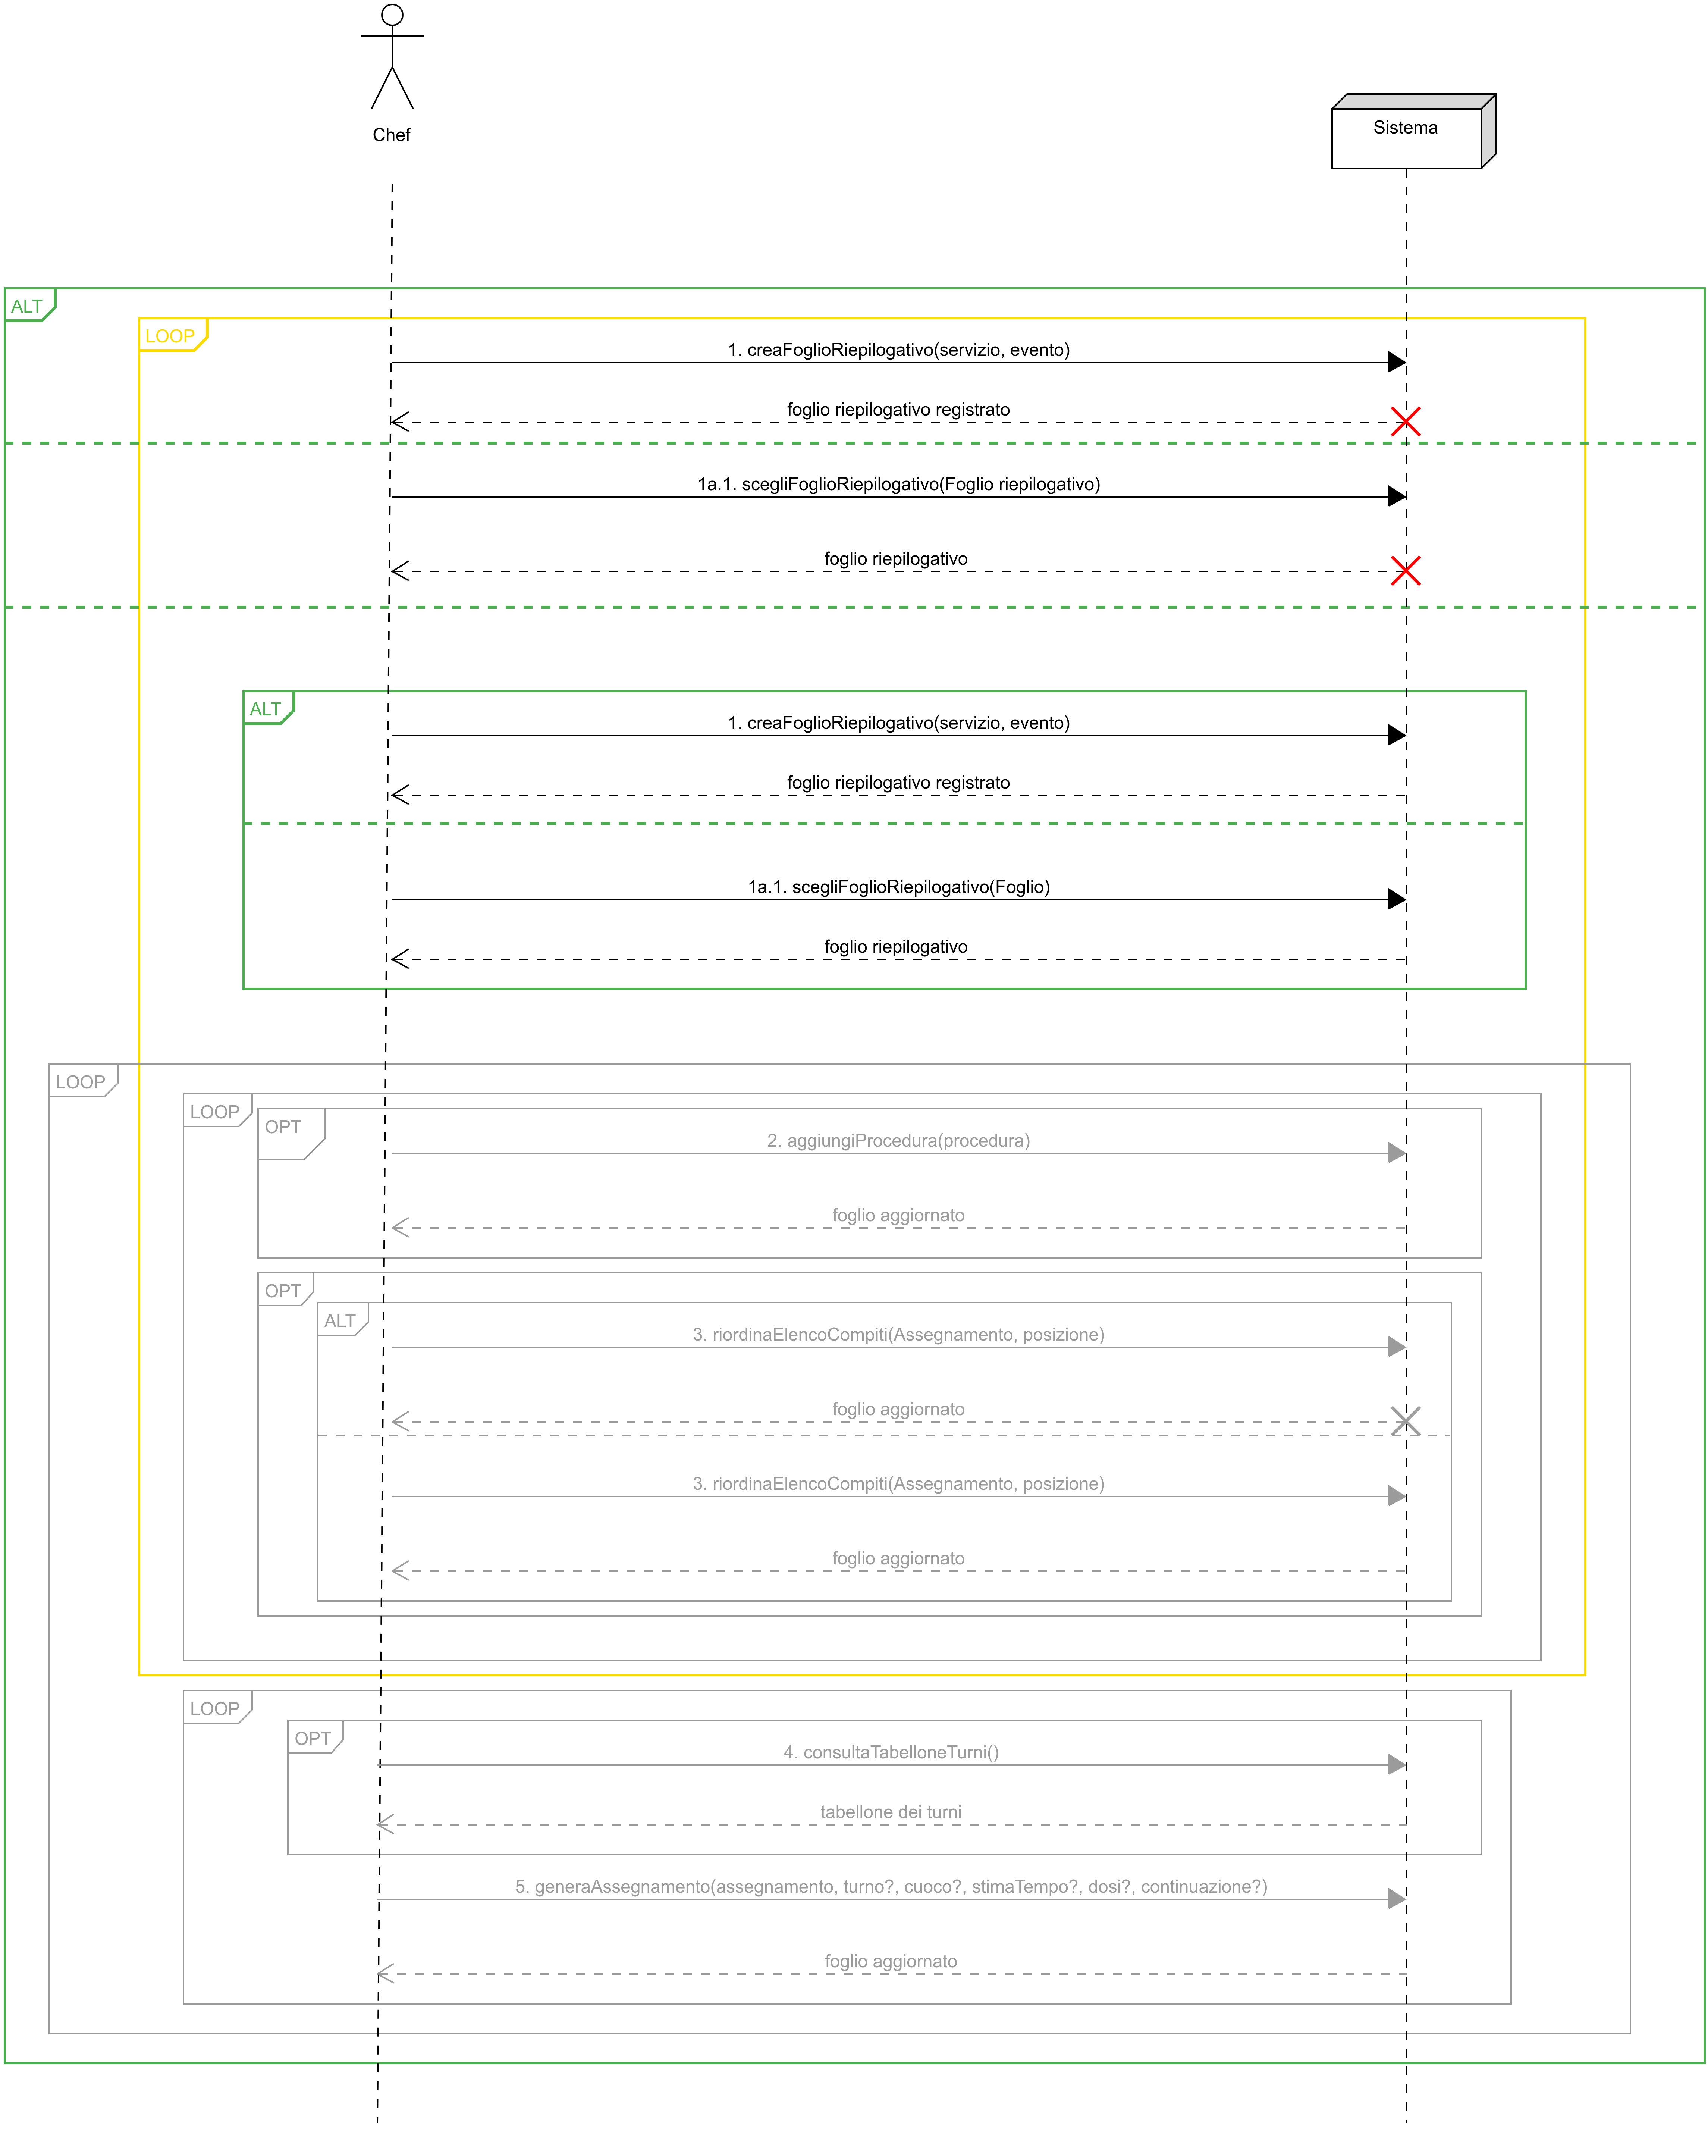 Chef
Sistema
ALT
LOOP
1. creaFoglioRiepilogativo(servizio, evento)
foglio riepilogativo registrato
1a.1. scegliFoglioRiepilogativo(Foglio riepilogativo)
foglio riepilogativo
ALT
1. creaFoglioRiepilogativo(servizio, evento)
foglio riepilogativo registrato
1a.1. scegliFoglioRiepilogativo(Foglio)
foglio riepilogativo
LOOP
LOOP
OPT
2. aggiungiProcedura(procedura)
foglio aggiornato
OPT
ALT
3. riordinaElencoCompiti(Assegnamento, posizione)
foglio aggiornato
3. riordinaElencoCompiti(Assegnamento, posizione)
foglio aggiornato
LOOP
OPT
4. consultaTabelloneTurni()
tabellone dei turni
5. generaAssegnamento(assegnamento, turno?, cuoco?, stimaTempo?, dosi?, continuazione?)
foglio aggiornato